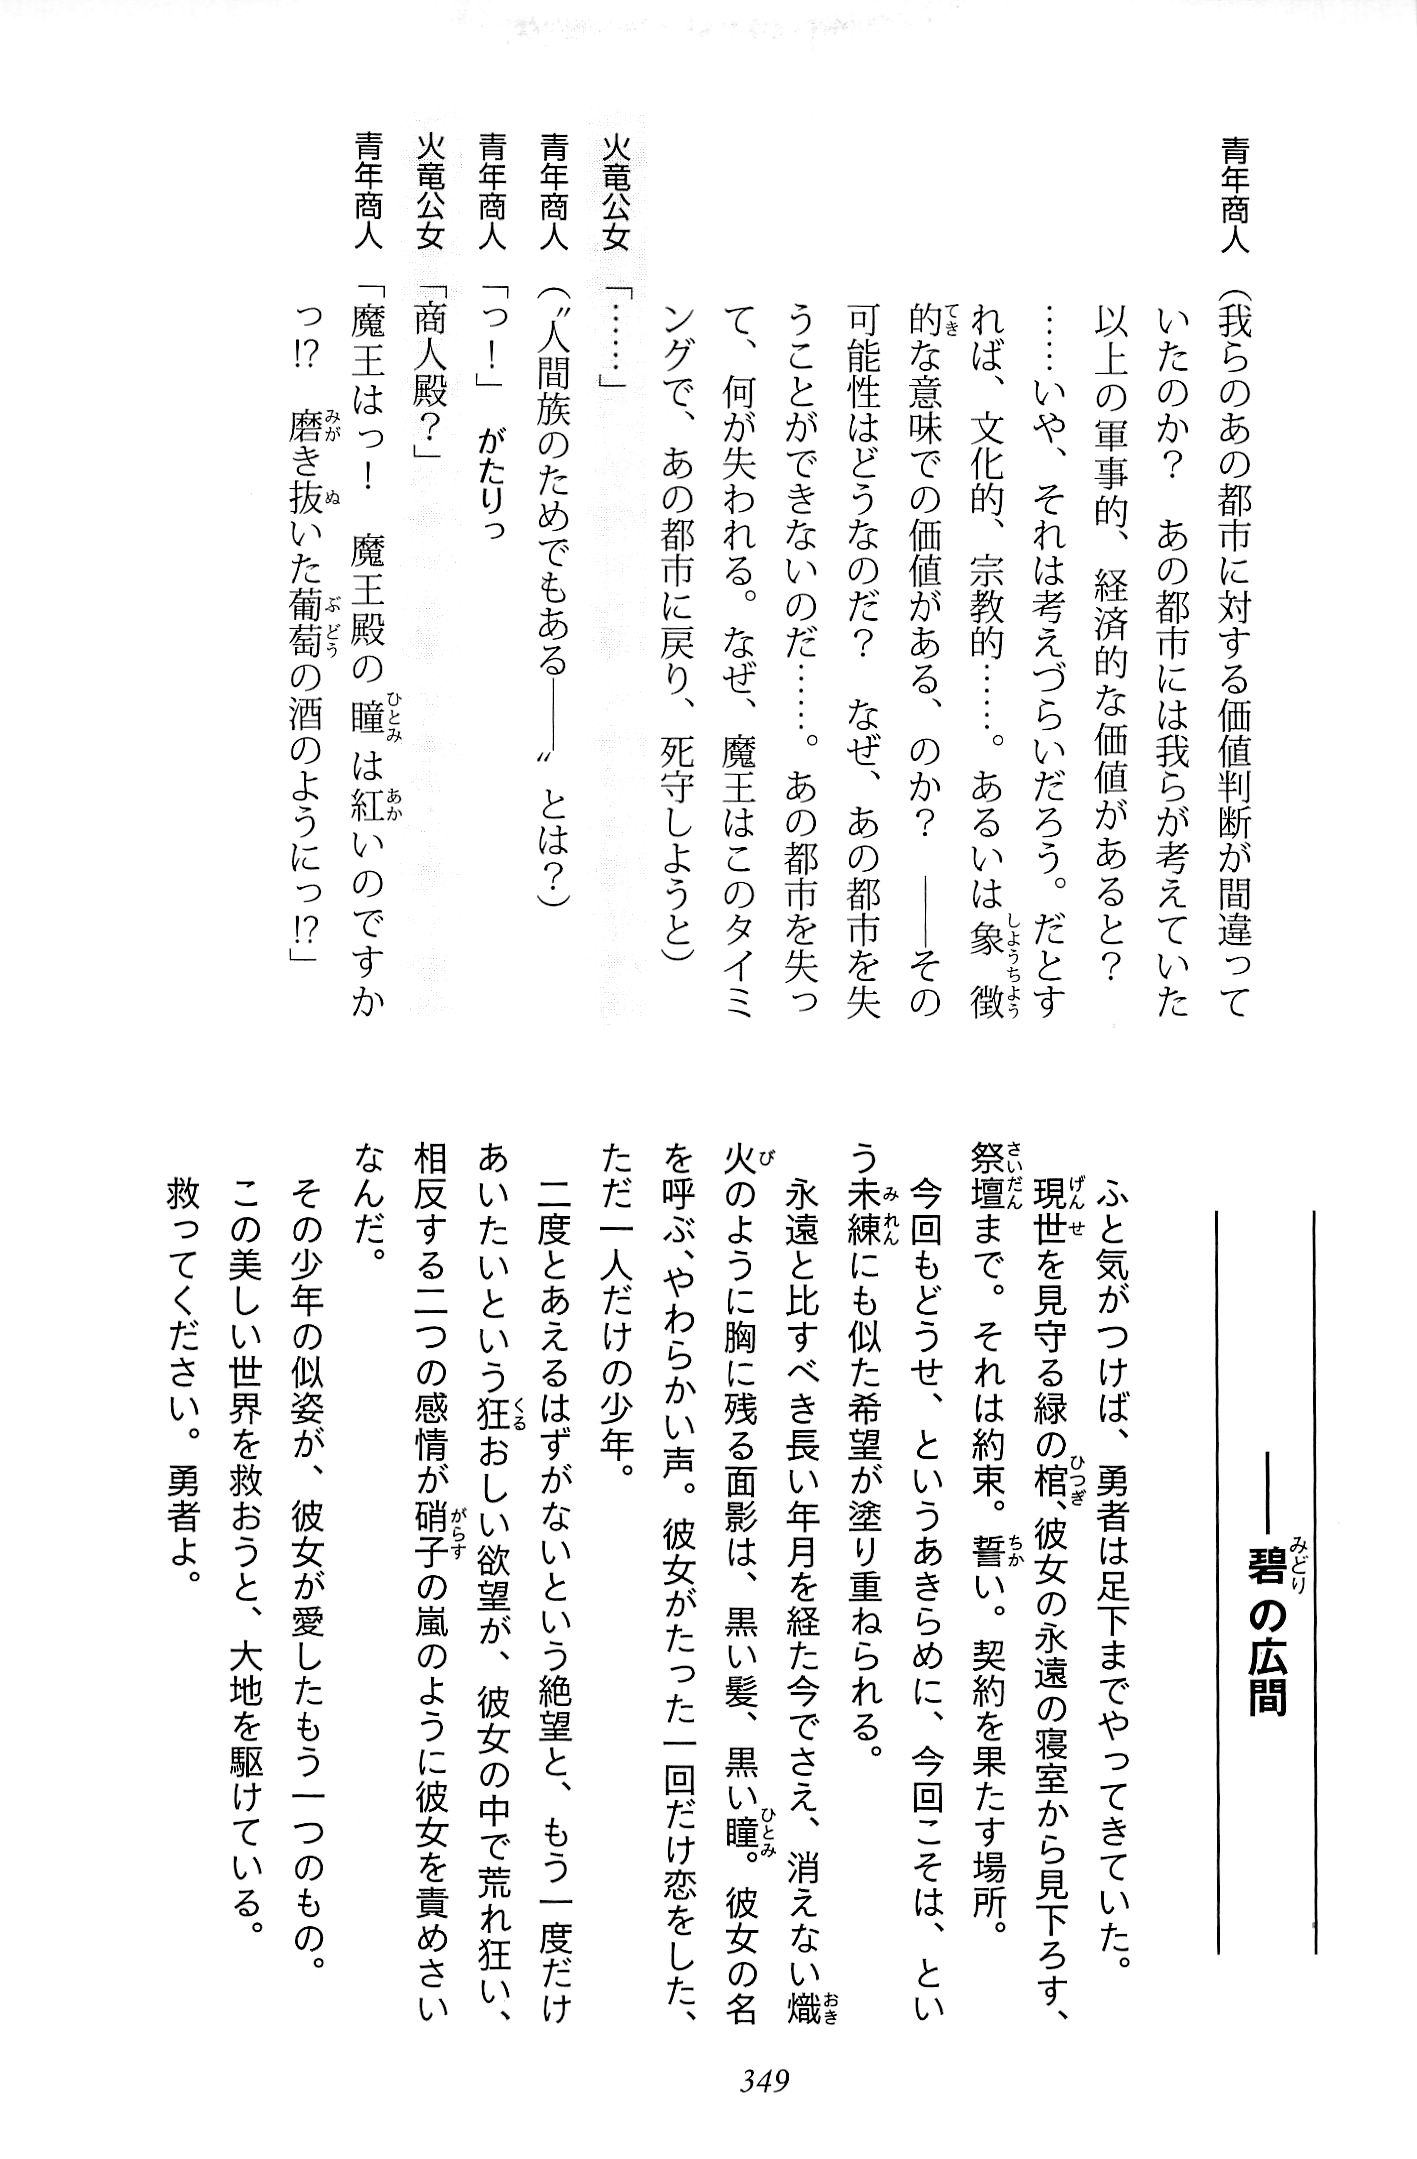 青年商人（我らのあの都市に対する価値判断が間違って
いたのか？　あの都市には我らが考えていた
以上の軍事的、経済的な価値があると？
……いや、それは考えづらいだろう。だとす
れば、文化的、宗教的……。あるいは象徴
的な意味での価値がある、のか？　――その
可能性はどうなのだ？　なぜ、あの都市を失
うことができないのだ……。あの都市を失っ
て、何が失われる。なぜ、魔王はこのタイミ
ングで、あの都市に戻り、死守しようと）
火竜公女「……」
青年商人（〝人間族のためでもある――〟とは？）
青年商人「っ！」　がたりっ
火竜公女「商人殿？」
青年商人「魔王はっ！　魔王殿の瞳は紅いのですか
っ!?　磨き抜いた葡萄の酒のようにっ!?」
――碧の広間
ふと気がつけば、勇者は足下までやってきていた。
現世を見守る緑の棺、彼女の永遠の寝室から見下ろす、
祭壇まで。それは約束。誓い。契約を果たす場所。
今回もどうせ、というあきらめに、今回こそは、とい
う未練にも似た希望が塗り重ねられる。
永遠と比すべき長い年月を経た今でさえ、消えない熾
火のように胸に残る面影は、黒い髪、黒い瞳。彼女の名
を呼ぶ、やわらかい声。彼女がたった一回だけ恋をした、
ただ一人だけの少年。
二度とあえるはずがないという絶望と、もう一度だけ
あいたいという狂おしい欲望が、彼女の中で荒れ狂い、
相反する二つの感情が硝子の嵐のように彼女を責めさい
なんだ。
その少年の似姿が、彼女が愛したもう一つのもの。
この美しい世界を救おうと、大地を駆けている。
救ってください。勇者よ。
349